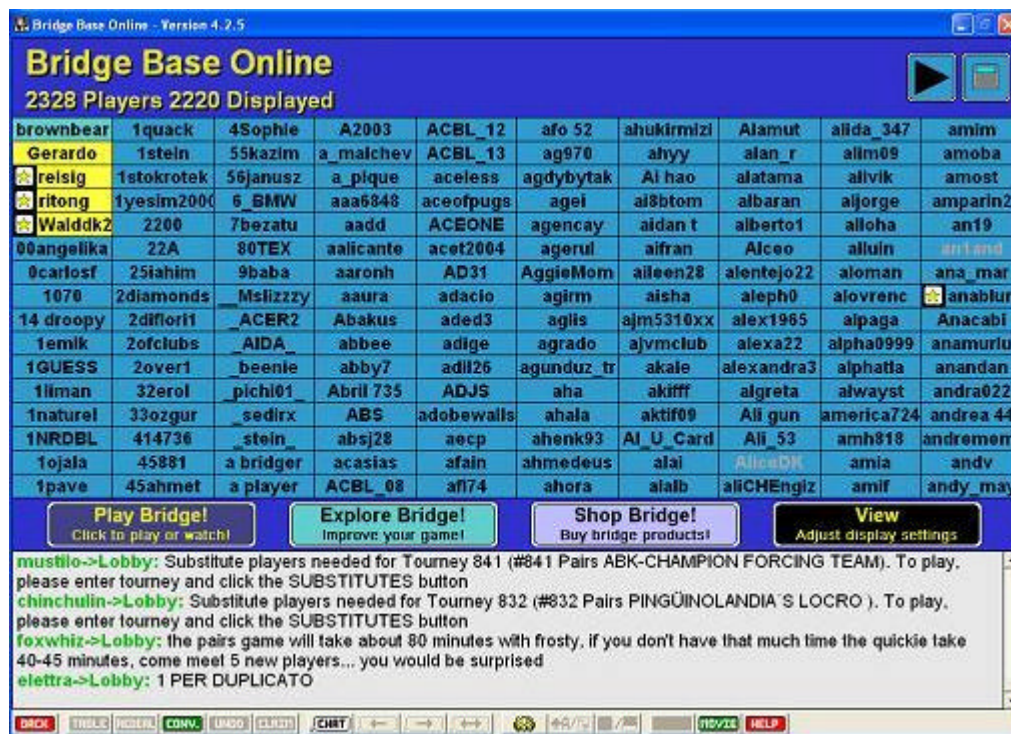 Bridge Base Online - Version 4.2.5
Bridge Base Online
2328 Players 2220 Displayed
brownbear 1quack 4Sophie A2003 ACBL_12 afo 52 ahukirmizi Alamut alida_347 amim
Gerardo 1stein 55kazim a_malchev ACBL_13 ag970 ahyy alan_r alim09 amoba
relsig 1stokrotek 56janusz a_pique aceless agdybytak Ai hao alatama alivik amost
ritong 1yesim2000 6_BMW aaa6848 aceofpugs agei ai8btom albaran aljorge amparin2
Walddk2 2200 7bezatu aadd ACEONE agencay aidan t alberto1 alloha an19
00angelika 22A 80TEX aalicante acet2004 agerul aifran Alceo alluin an1and
0carlosf 25iahim 9baba aaronh AD31 AggieMom aileen28 alentejo22 aloman ana_mar
1070 2diamonds __Mslizzzy aaura adacio agirm aisha aleph0 alovrenc anablur
14 droopy 2diflori1 _ACER2 Abakus aded3 aglis ajm5310xx alex1965 alpaga Anacabi
1emik 2ofclubs _AIDA_ abbee adige agrado ajvmclub alexa22 alpha0999 anamurlu
1GUESS 2over1 _beenie abby7 adil26 agunduz_tr akale alexandra3 alphatla anandan
1liman 32erol _pichi01_ Abril 735 ADJS aha akifff algreta alwayst andra022
1naturel 33ozgur _sedirx ABS adobewalls ahala aktif09 Ali gun america724 andrea 44
1NRDBL 414736 _stein_ absj28 aecp ahenk93 AI_U_Card Ali_53 amh818 andremem
1ojala 45881 a bridger acasias afain ahmedeus alai AliceDK amia andv
1pave 45ahmet a player ACBL_08 afl74 ahora alalb aliCHEngiz amif andy_may
Play Bridge! Explore Bridge! Shop Bridge! View
Click to play or watch! Improve your game! Buy bridge products! Adjust display settings
mustilo->Lobby: Substitute players needed for Tourney 841 (#841 Pairs ABK-CHAMPION FORCING TEAM). To play,
please enter tourney and click the SUBSTITUTES button
chinchulin->Lobby: Substitute players needed for Tourney 832 (#832 Pairs PINGÜINOLANDIA´S LOCRO ). To play,
please enter tourney and click the SUBSTITUTES button
foxwhiz->Lobby: the pairs game will take about 80 minutes with frosty, if you don't have that much time the quickie take
40-45 minutes, come meet 5 new players... you would be surprised
elettra->Lobby: 1 PER DUPLICATO
BACK TABLE REDEAL CONV. UNDO CLAIM CHAT MOVIE HELP